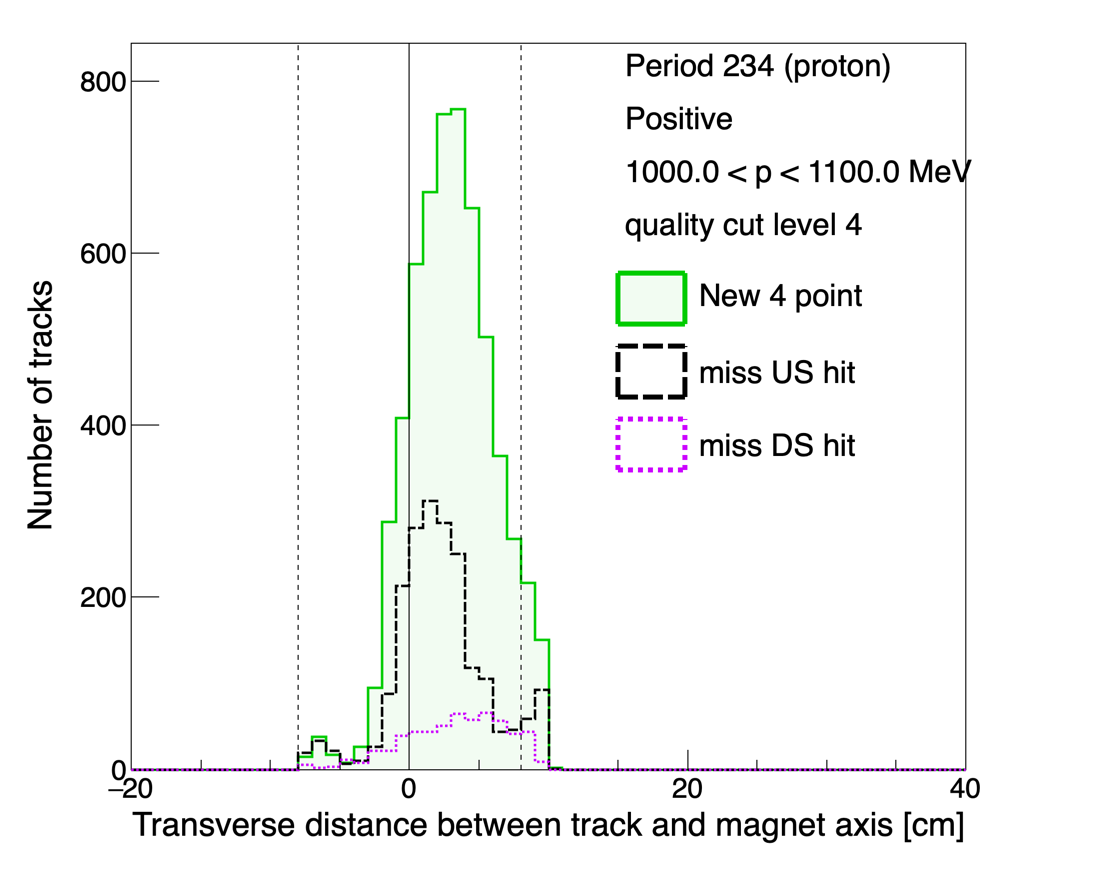 800
600
400
200
0
−20
0
20
40
Number of tracks
Transverse distance between track and magnet axis [cm]
Period 234 (proton)
Positive
1000.0 < p < 1100.0 MeV
quality cut level 4
New 4 point
miss US hit
miss DS hit